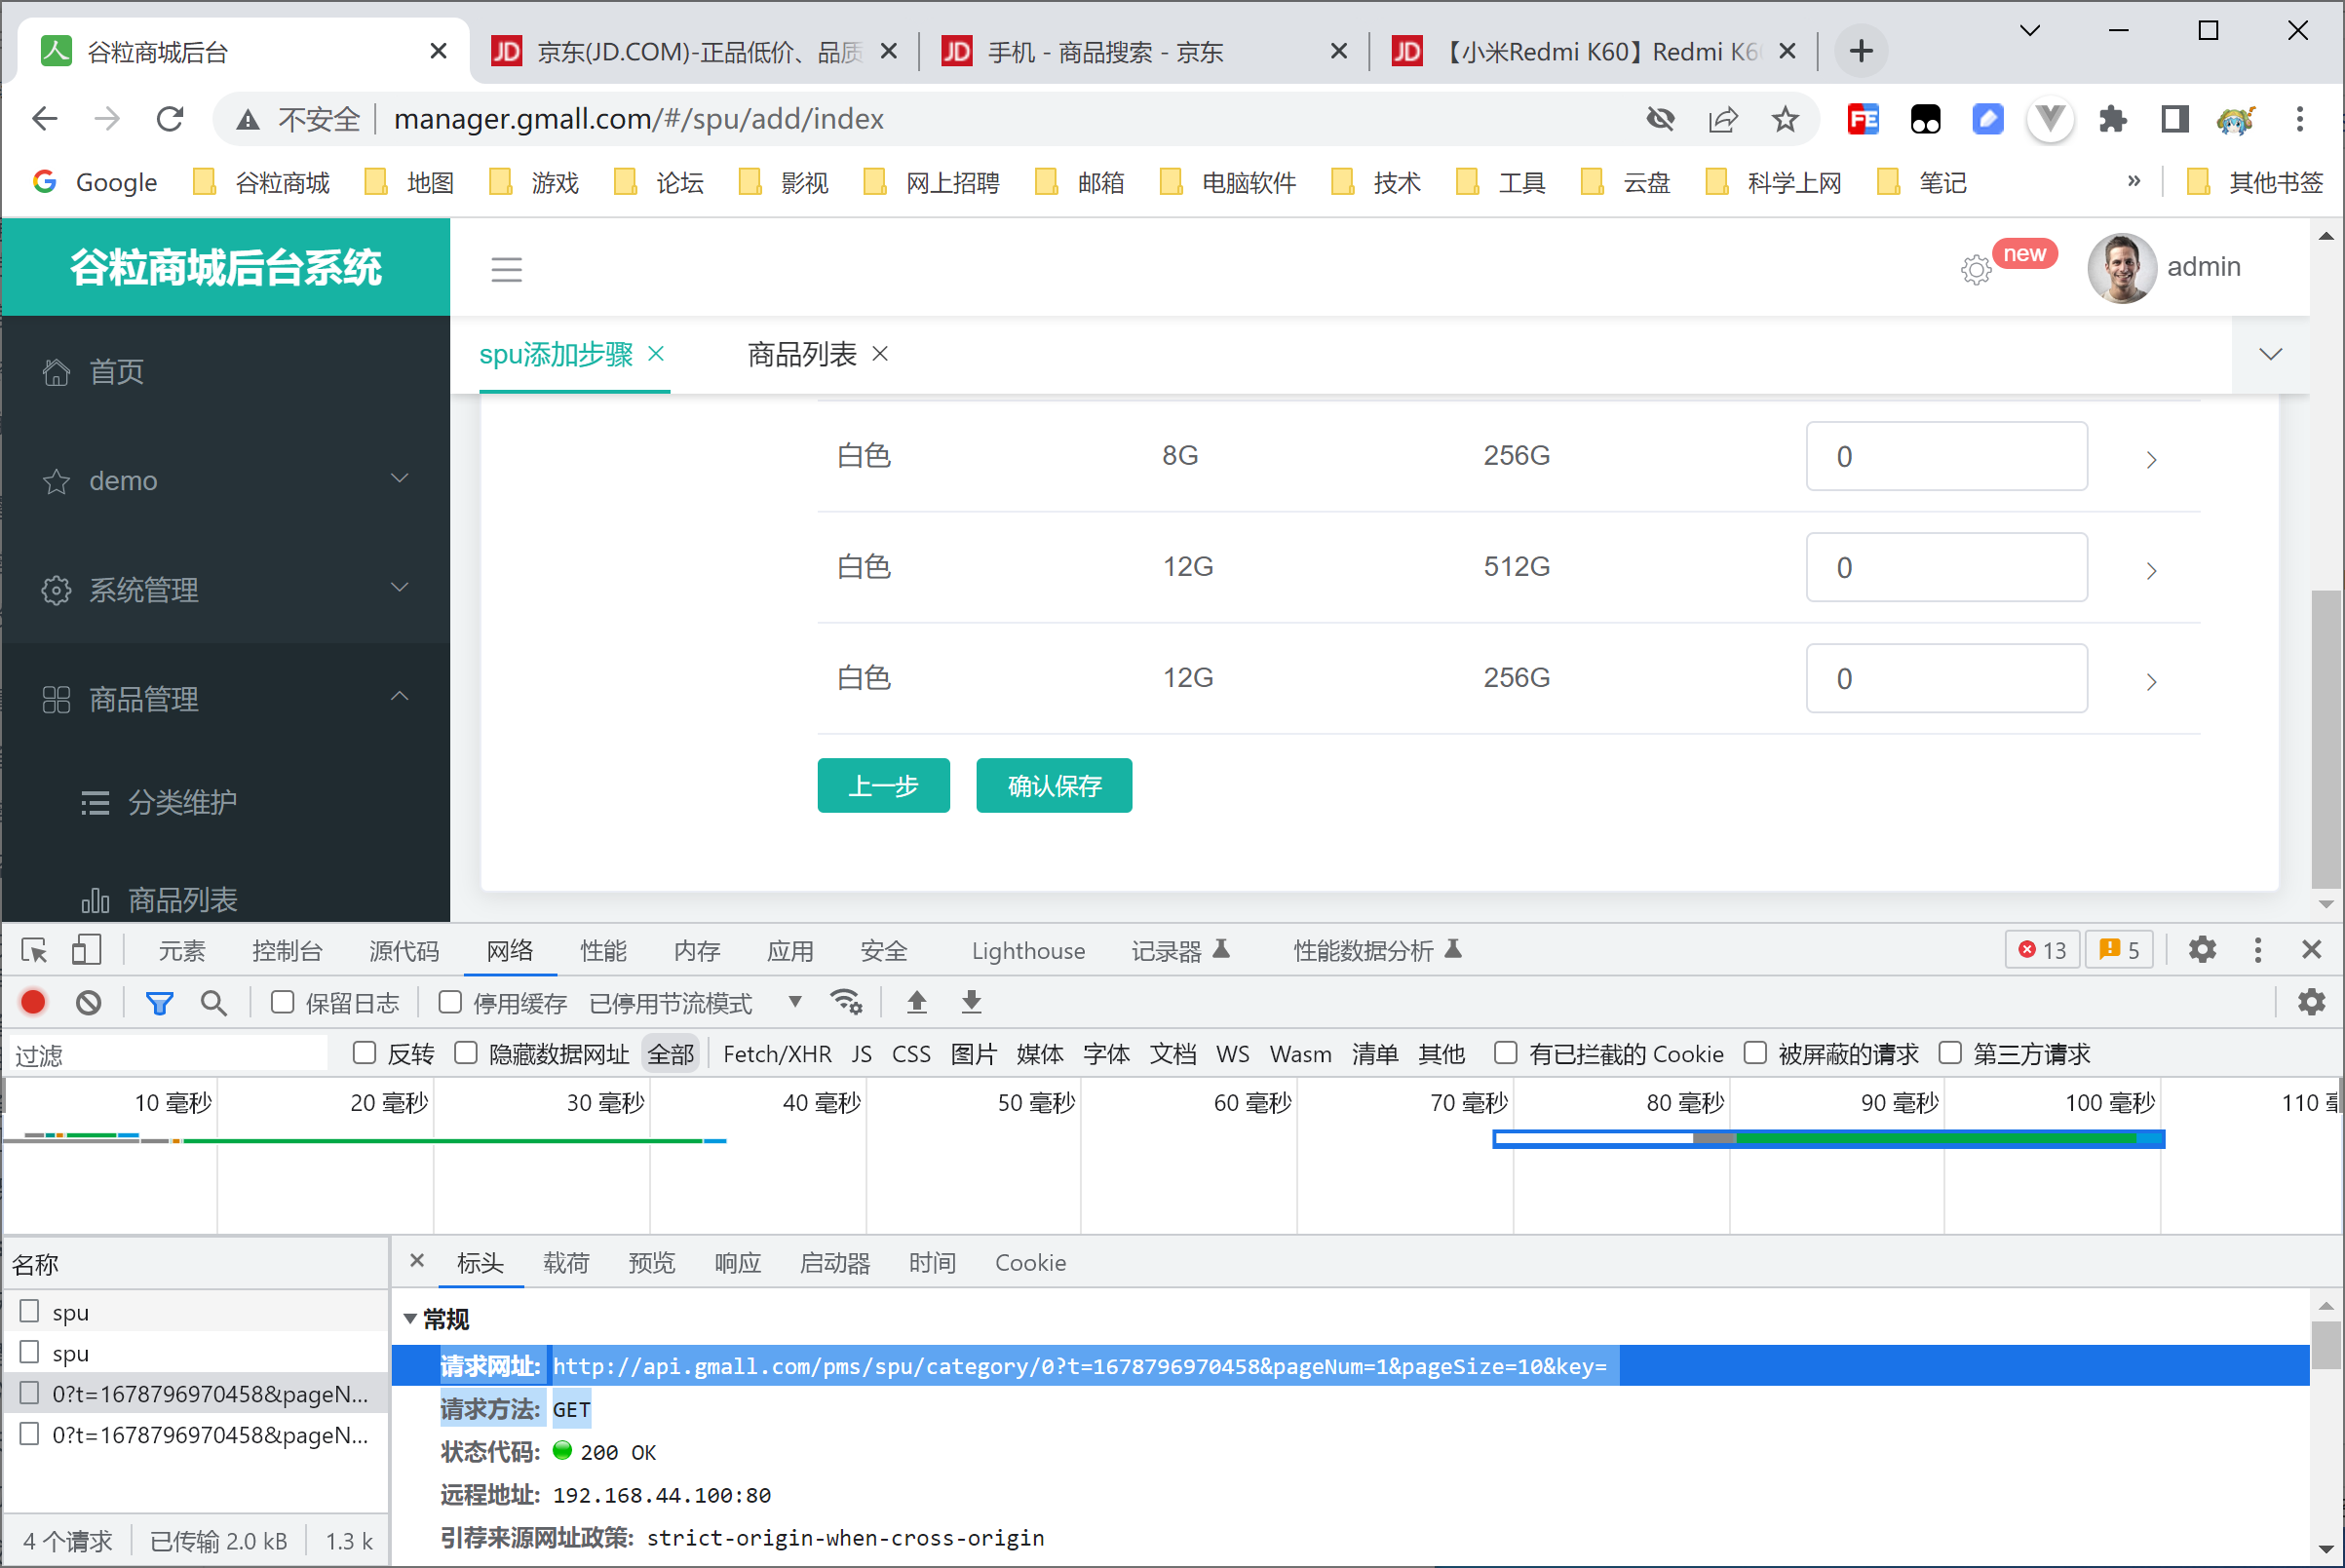 谷粒商城后台
京东(JD.COM)-正品低价、品质
手机 - 商品搜索 - 京东
【小米Redmi K60】Redmi K60
不安全 manager.gmall.com/#/spu/add/index
Google 谷粒商城 地图 游戏 论坛 影视 网上招聘 邮箱 电脑软件 技术 工具 云盘 科学上网 笔记 » 其他书签
谷粒商城后台系统
new admin
首页
demo
系统管理
商品管理
分类维护
商品列表
spu添加步骤 商品列表
白色 8G 256G 0
白色 12G 512G 0
白色 12G 256G 0
上一步 确认保存
元素 控制台 源代码 网络 性能 内存 应用 安全 Lighthouse 记录器 性能数据分析 13 5
保留日志 停用缓存 已停用节流模式
过滤 反转 隐藏数据网址 全部 Fetch/XHR JS CSS 图片 媒体 字体 文档 WS Wasm 清单 其他 有已拦截的 Cookie 被屏蔽的请求 第三方请求
10 毫秒 20 毫秒 30 毫秒 40 毫秒 50 毫秒 60 毫秒 70 毫秒 80 毫秒 90 毫秒 100 毫秒 110
名称
spu
spu
0?t=1678796970458&pageN...
0?t=1678796970458&pageN...
4 个请求 已传输 2.0 kB 1.3 k
标头 载荷 预览 响应 启动器 时间 Cookie
常规
请求网址: http://api.gmall.com/pms/spu/category/0?t=1678796970458&pageNum=1&pageSize=10&key=
请求方法: GET
状态代码: 200 OK
远程地址: 192.168.44.100:80
引荐来源网址政策: strict-origin-when-cross-origin